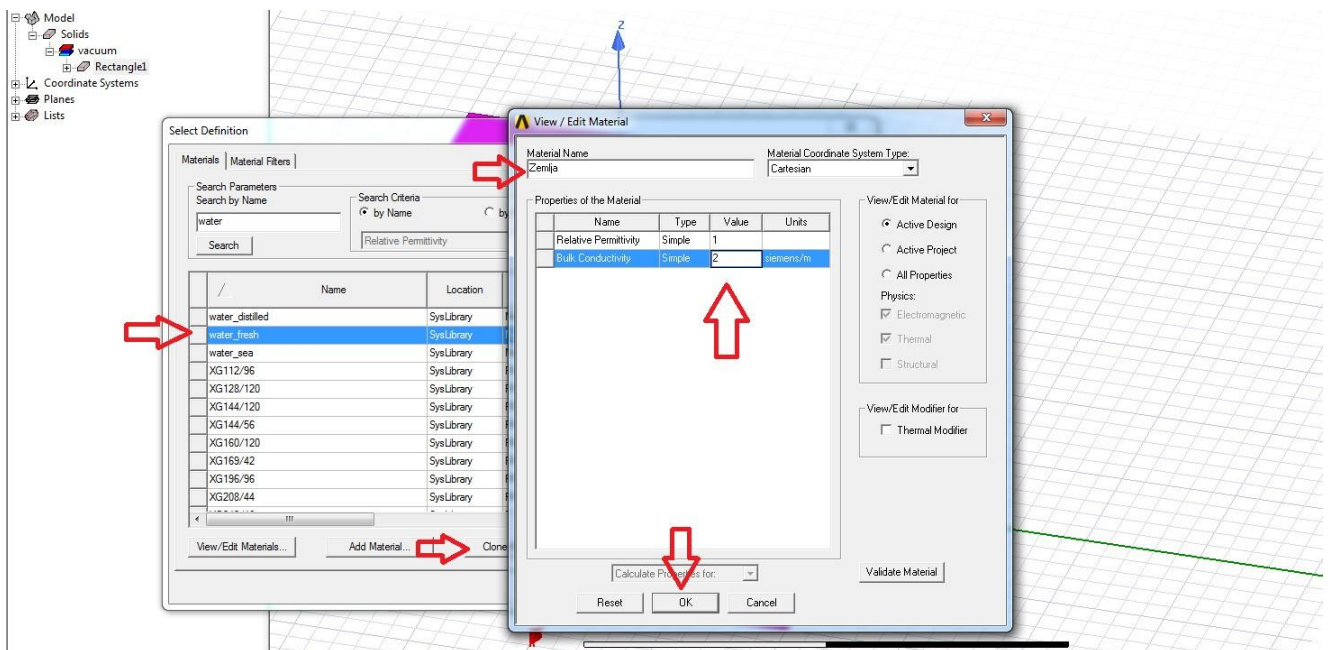 Model
Solids
vacuum
Rectangle1
Coordinate Systems
Planes
Lists
Z
Select Definition
Materials Material Filters
Search Parameters
Search by Name
water
Search
Search Criteria
by Name by
Relative Permittivity
/ Name Location
water_distilled SysLibrary
water_fresh SysLibrary
water_sea SysLibrary
XG112/96 SysLibrary
XG128/120 SysLibrary
XG144/120 SysLibrary
XG144/56 SysLibrary
XG160/120 SysLibrary
XG169/42 SysLibrary
XG196/96 SysLibrary
XG208/44 SysLibrary
View/Edit Materials... Add Material... Clone
View / Edit Material
Material Name
Zemlja
Material Coordinate System Type:
Cartesian
Properties of the Material
Name Type Value Units
Relative Permittivity Simple 1
Bulk Conductivity Simple 2 siemens/m
View/Edit Material for
Active Design
Active Project
All Properties
Physics:
Electromagnetic
Thermal
Structural
View/Edit Modifier for
Thermal Modifier
Calculate Properties for:
Validate Material
Reset OK Cancel